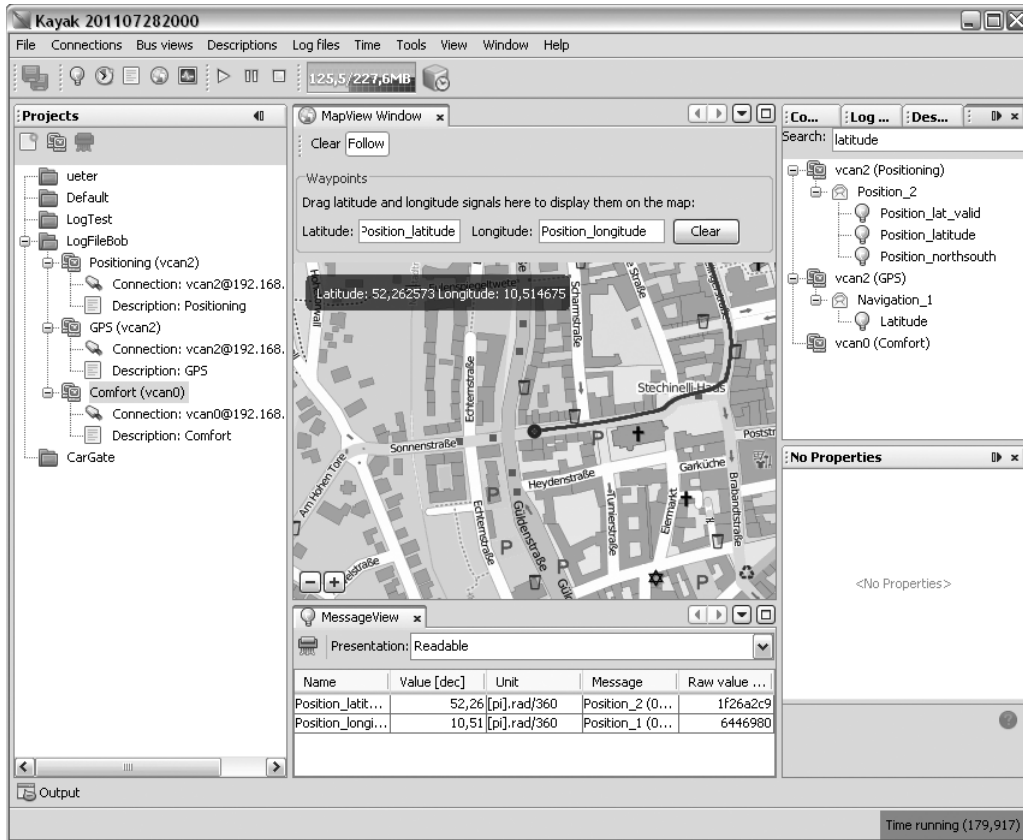 Kayak 201107282000
File Connections Bus views Descriptions Log files Time Tools View Window Help
125,5/227,6MB
Projects
ueter
Default
LogTest
LogFileBob
Positioning (vcan2)
Connection: vcan2@192.168.
Description: Positioning
GPS (vcan2)
Connection: vcan2@192.168.
Description: GPS
Comfort (vcan0)
Connection: vcan0@192.168.
Description: Comfort
CarGate
MapView Window
Clear Follow
Waypoints
Drag latitude and longitude signals here to display them on the map:
Latitude: Position_latitude Longitude: Position_longitude Clear
Latitude: 52,262573 Longitude: 10,514675
Eulenspiegeltwete
Scharrnstraße
Echternstraße
Stechinelli-Haus
Sonnenstraße
Poststr
Am Hohen Tore
Heydenstraße
Garküche
Güldenstraße
Turnierstraße
Eiermarkt
Brabandtstraße
Echternstraße
P
P
P
P
P
Güld
MessageView
Presentation: Readable
Name Value [dec] Unit Message Raw value ...
Position_latit... 52,26 [pi].rad/360 Position_2 (0... 1f26a2c9
Position_longi... 10,51 [pi].rad/360 Position_1 (0... 6446980
Co... Log ... Des...
Search: latitude
vcan2 (Positioning)
Position_2
Position_lat_valid
Position_latitude
Position_northsouth
vcan2 (GPS)
Navigation_1
Latitude
vcan0 (Comfort)
No Properties
<No Properties>
Output
Time running (179,917)